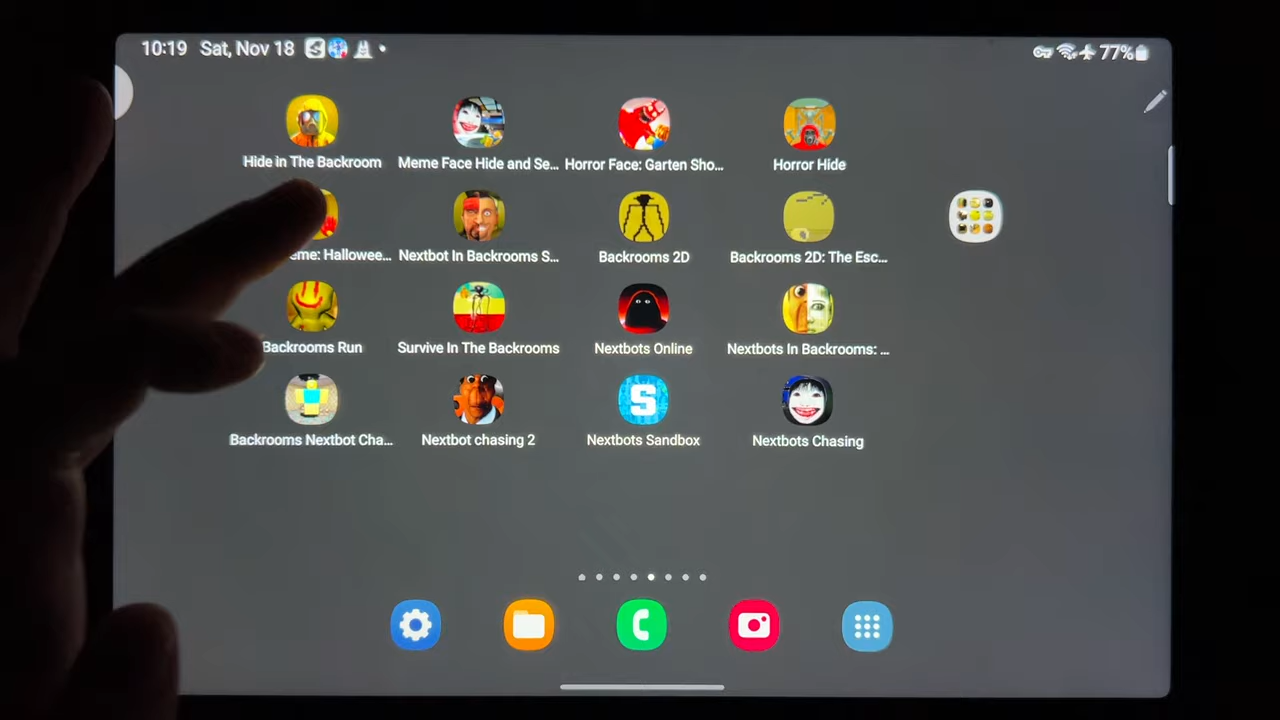 10:19 Sat, Nov 18 77%
Hide in The Backroom Meme Face Hide and Se... Horror Face: Garten Sho... Horror Hide
eme: Hallowee... Nextbot In Backrooms S... Backrooms 2D Backrooms 2D: The Esc...
Backrooms Run Survive In The Backrooms Nextbots Online Nextbots In Backrooms: ...
Backrooms Nextbot Cha... Nextbot chasing 2 Nextbots Sandbox Nextbots Chasing